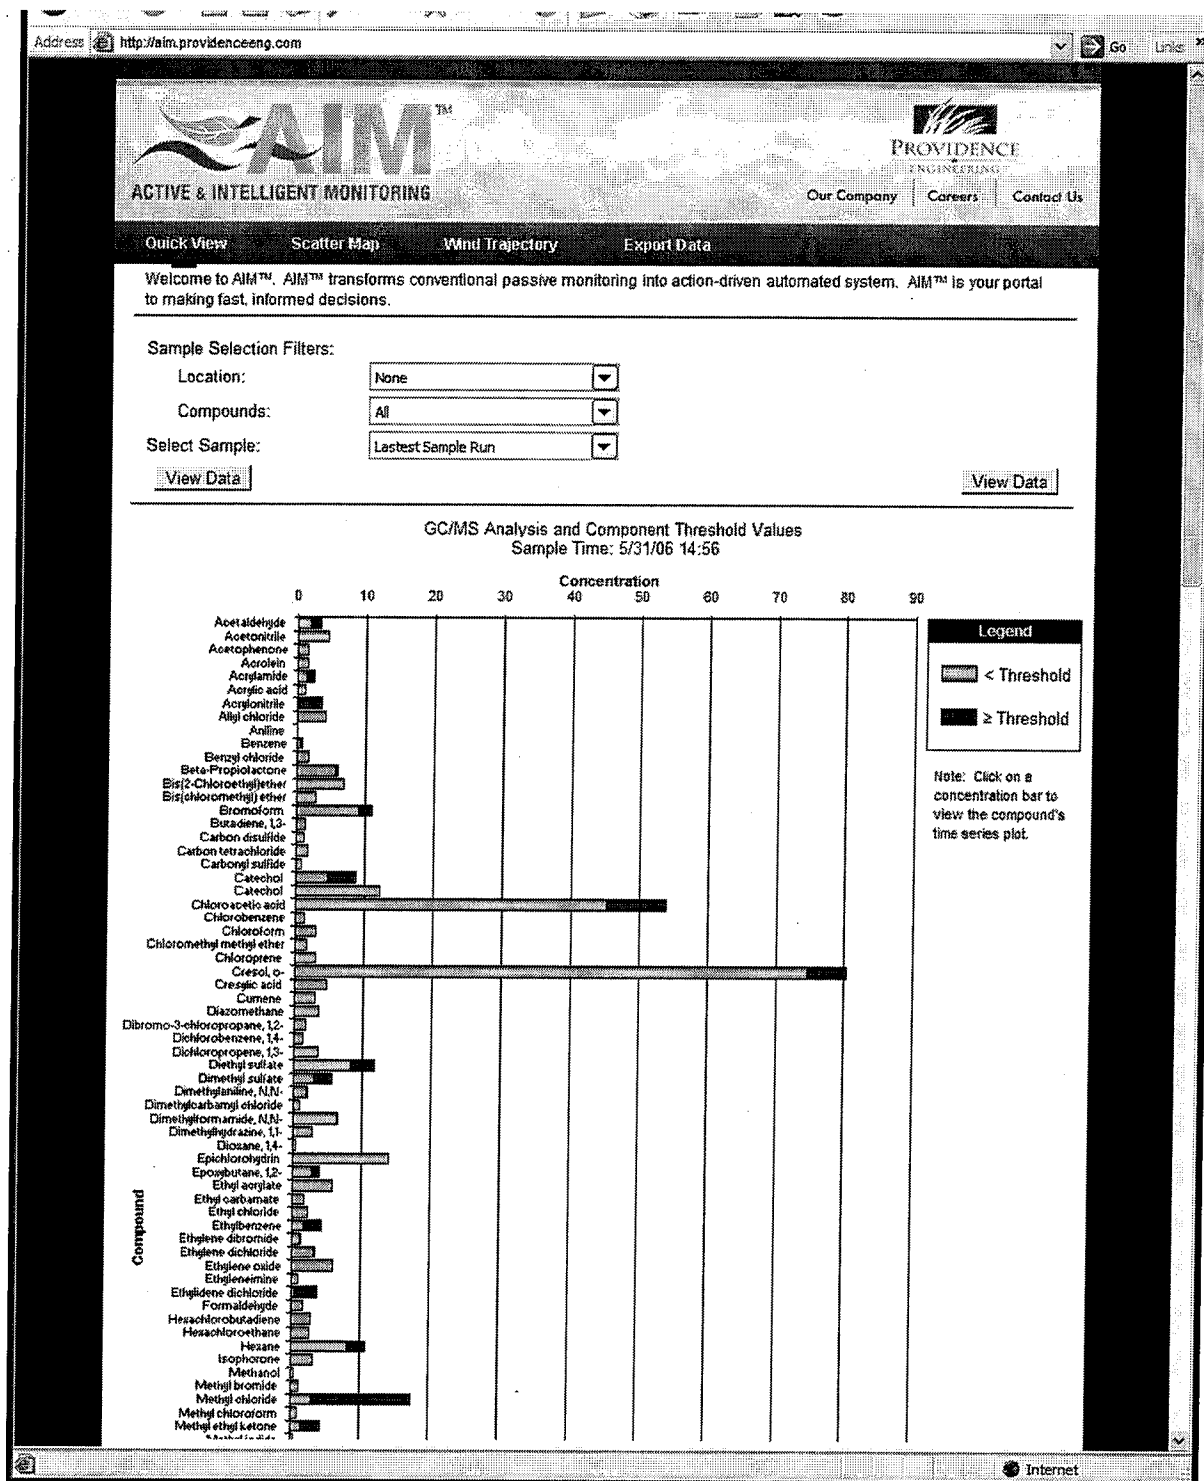 Address http://aim.providenceeng.com Go Links »
AIM™
ACTIVE & INTELLIGENT MONITORING
PROVIDENCE
ENGINEERING
Our Company Careers Contact Us
Quick View Scatter Map Wind Trajectory Export Data
Welcome to AIM™. AIM™ transforms conventional passive monitoring into action-driven automated system. AIM™ is your portal
to making fast, informed decisions.
Sample Selection Filters:
Location: None
Compounds: All
Select Sample: Lastest Sample Run
View Data View Data
GC/MS Analysis and Component Threshold Values
Sample Time: 5/31/06 14:56
Concentration
0 10 20 30 40 50 60 70 80 90
Acetaldehyde
Acetonitrile
Acetophenone
Acrolein
Acrylamide
Acrylic acid
Acrylonitrile
Allyl chloride
Aniline
Benzene
Benzyl chloride
Beta-Propiolactone
Bis(2-Chloroethyl)ether
Bis(chloromethyl) ether
Bromoform
Butadiene, 1,3-
Carbon disulfide
Carbon tetrachloride
Carbonyl sulfide
Catechol
Catechol
Chloroacetic acid
Chlorobenzene
Chloroform
Chloromethyl methyl ether
Chloroprene
Cresol, o-
Cresylic acid
Cumene
Diazomethane
Dibromo-3-chloropropane, 1,2-
Dichlorobenzene, 1,4-
Dichloropropene, 1,3-
Diethyl sulfate
Dimethyl sulfate
Dimethylaniline, N,N-
Dimethylcarbamyl chloride
Dimethylformamide, N,N-
Dimethylhydrazine, 1,1-
Dioxane, 1,4-
Epichlorohydrin
Epoxybutane, 1,2-
Ethyl acrylate
Ethyl carbamate
Ethyl chloride
Ethylbenzene
Ethylene dibromide
Ethylene dichloride
Ethylene oxide
Ethyleneimine
Ethylidene dichloride
Formaldehyde
Hexachlorobutadiene
Hexachloroethane
Hexane
Isophorone
Methanol
Methyl bromide
Methyl chloride
Methyl chloroform
Methyl ethyl ketone
Compound
Legend
< Threshold
≥ Threshold
Note: Click on a
concentration bar to
view the compound's
time series plot.
Internet